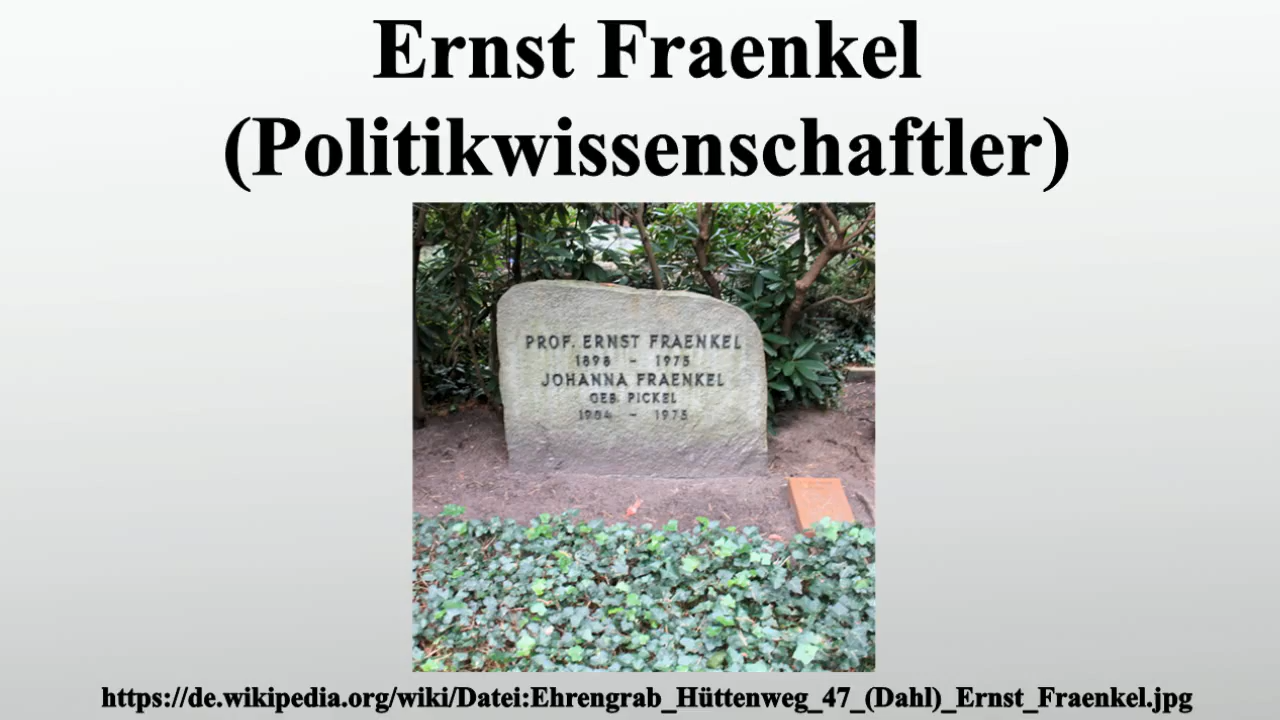 Ernst Fraenkel
(Politikwissenschaftler)
PROF. ERNST FRAENKEL
1898 - 1975
JOHANNA FRAENKEL
GEB. PICKEL
1904 - 1975
https://de.wikipedia.org/wiki/Datei:Ehrengrab_Hüttenweg_47_(Dahl)_Ernst_Fraenkel.jpg